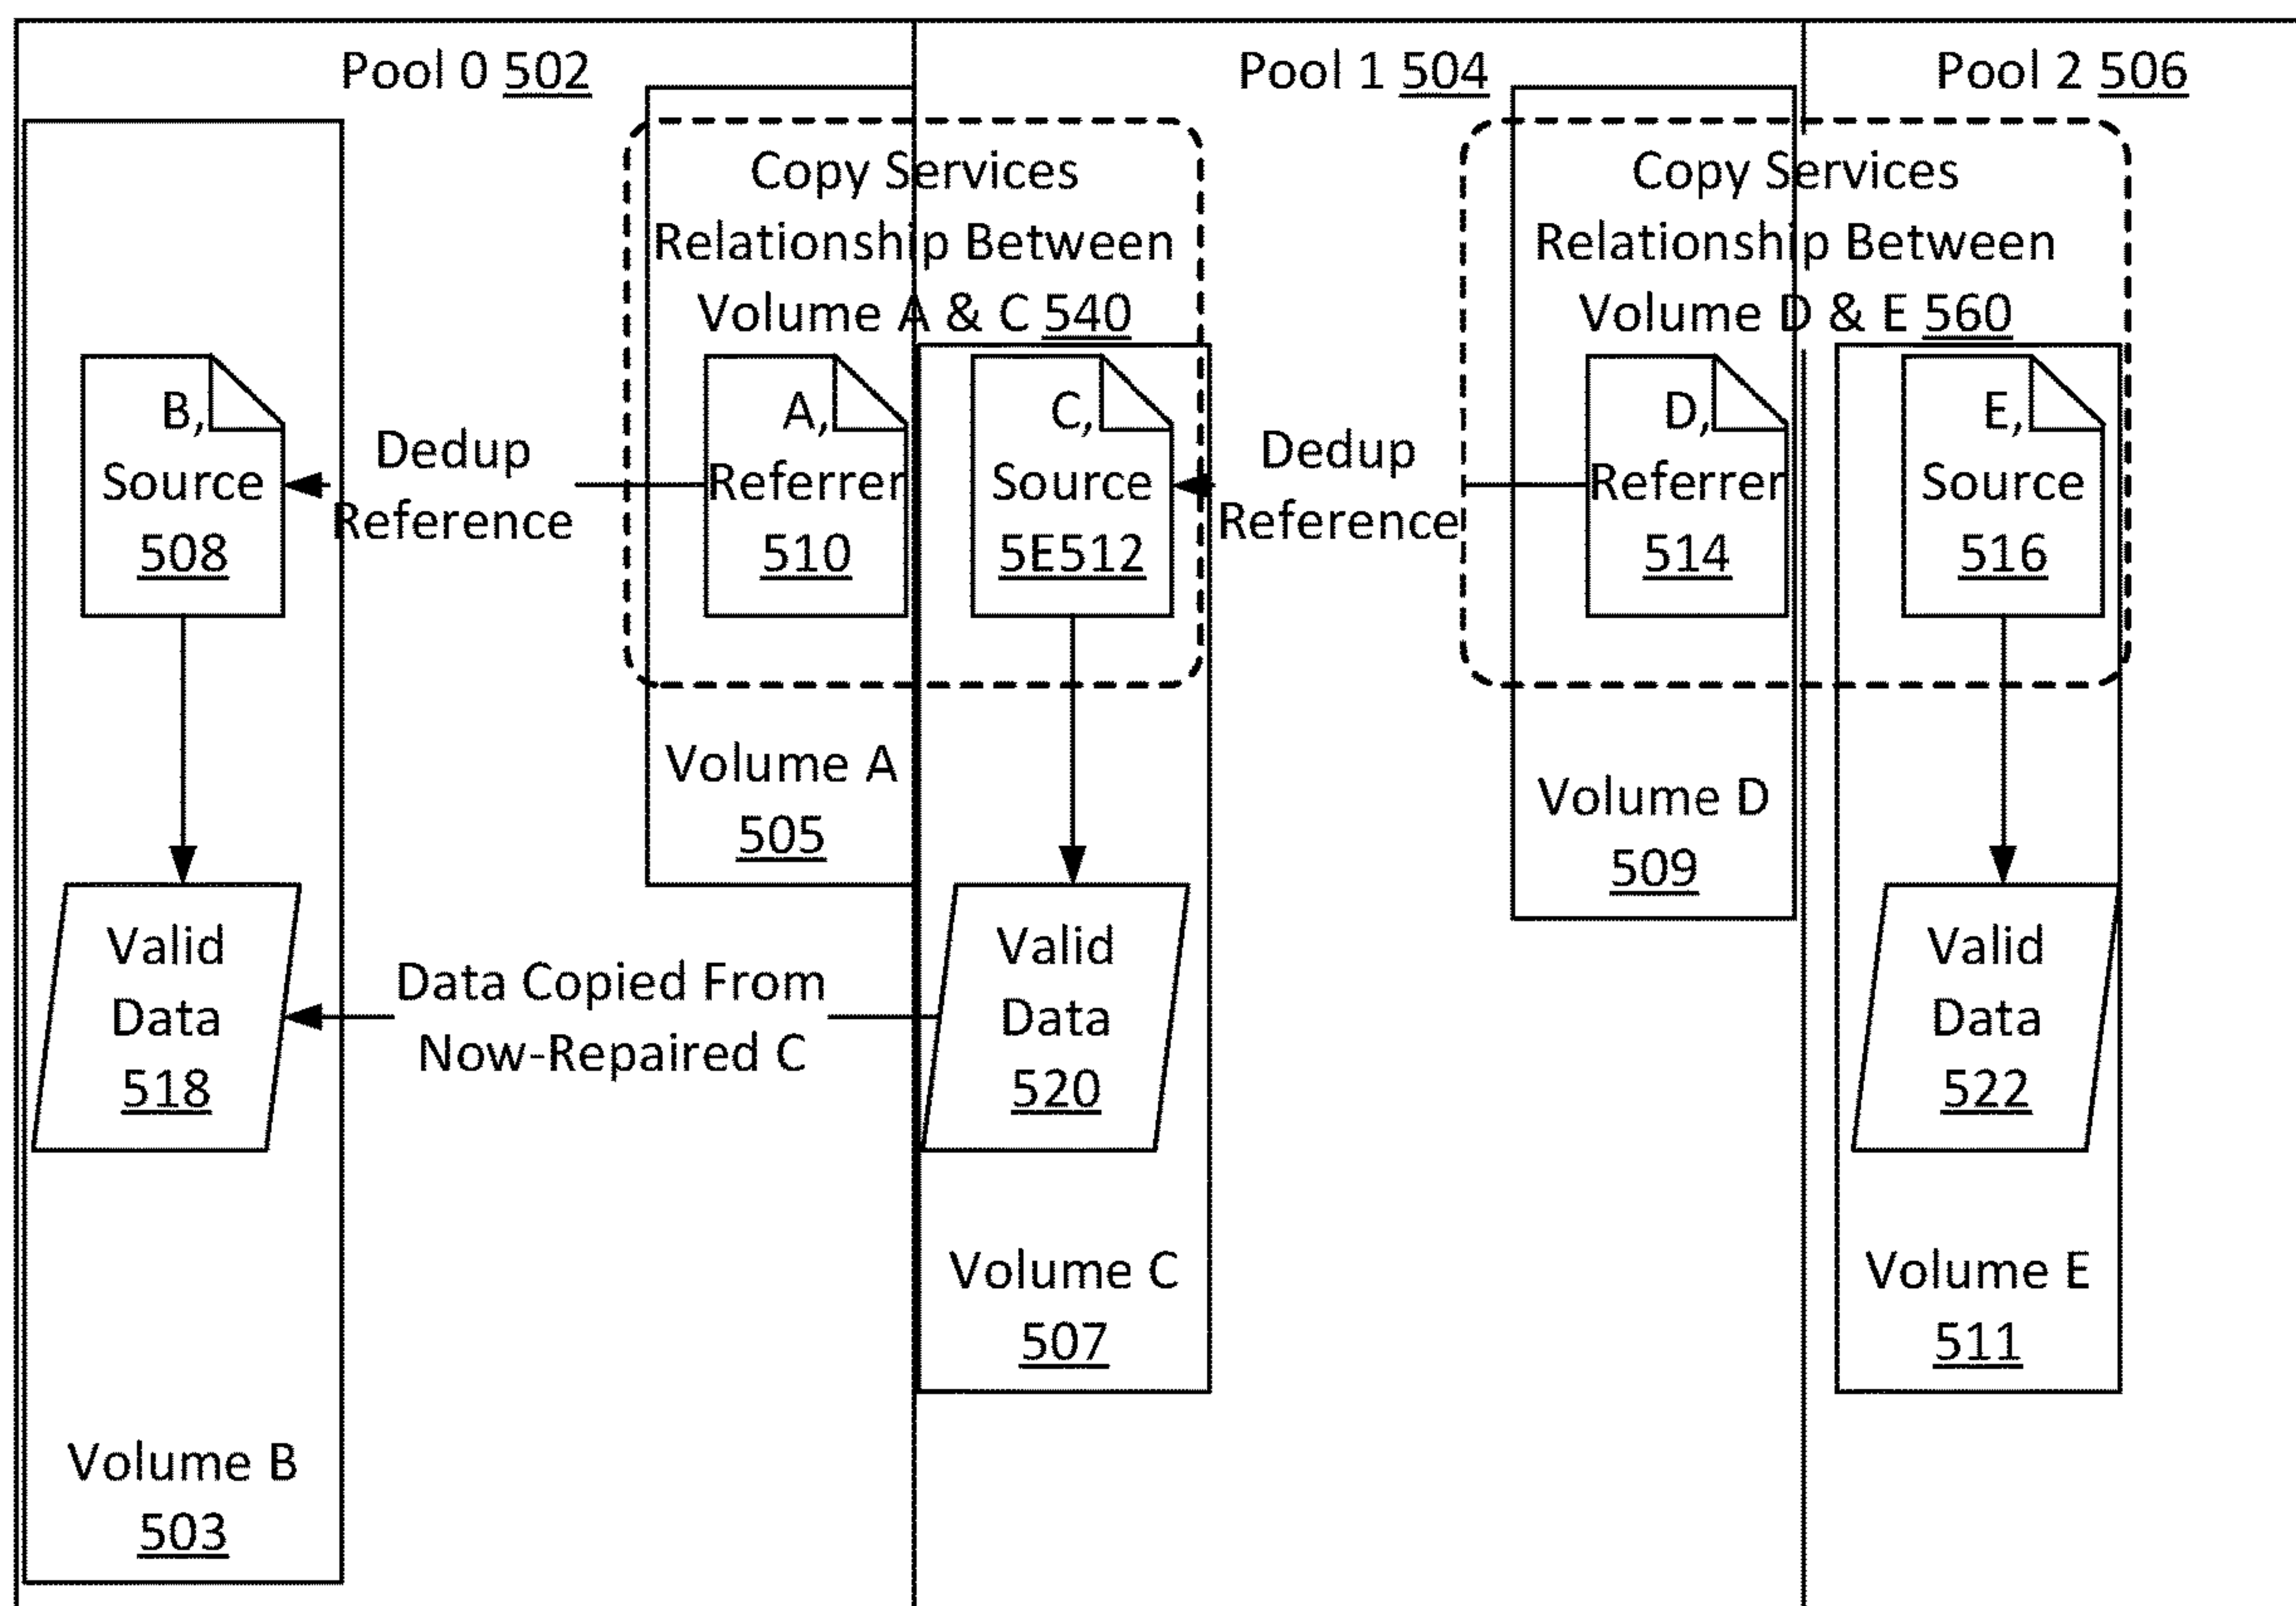 Pool 0 502
Pool 1 504
Pool 2 506
Copy Services
Relationship Between
Volume A & C 540
Copy Services
Relationship Between
Volume D & E 560
B,
Source
508
Dedup
Reference
A,
Referrer
510
C,
Source
5E512
Dedup
Reference
D,
Referrer
514
E,
Source
516
Volume A
505
Volume D
509
Valid
Data
518
Data Copied From
Now-Repaired C
Valid
Data
520
Valid
Data
522
Volume C
507
Volume E
511
Volume B
503